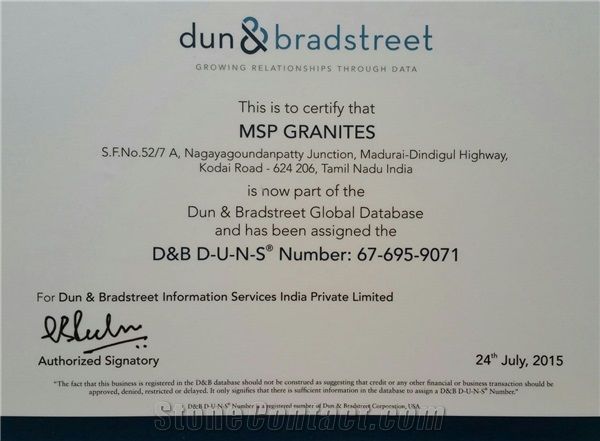 dun & bradstreet
GROWING RELATIONSHIPS THROUGH DATA
This is to certify that
MSP GRANITES
S.F.No.52/7 A, Nagayagoundanpatty Junction, Madurai-Dindigul Highway,
Kodai Road - 624 206, Tamil Nadu India
is now part of the
Dun & Bradstreet Global Database
and has been assigned the
D&B D-U-N-S® Number: 67-695-9071
For Dun & Bradstreet Information Services India Private Limited
Authorized Signatory
24th July, 2015
"The fact that this business is registered in the D&B database should not be construed as suggesting that credit or any other financial or business transaction should be
approved, denied, restricted or delayed. It only signifies that there is sufficient information in the database to assign a D&B D-U-N-S® Number."
D&B D-U-N-S® Number is a registered number of Dun & Bradstreet Corporation, USA
StoneContact.com